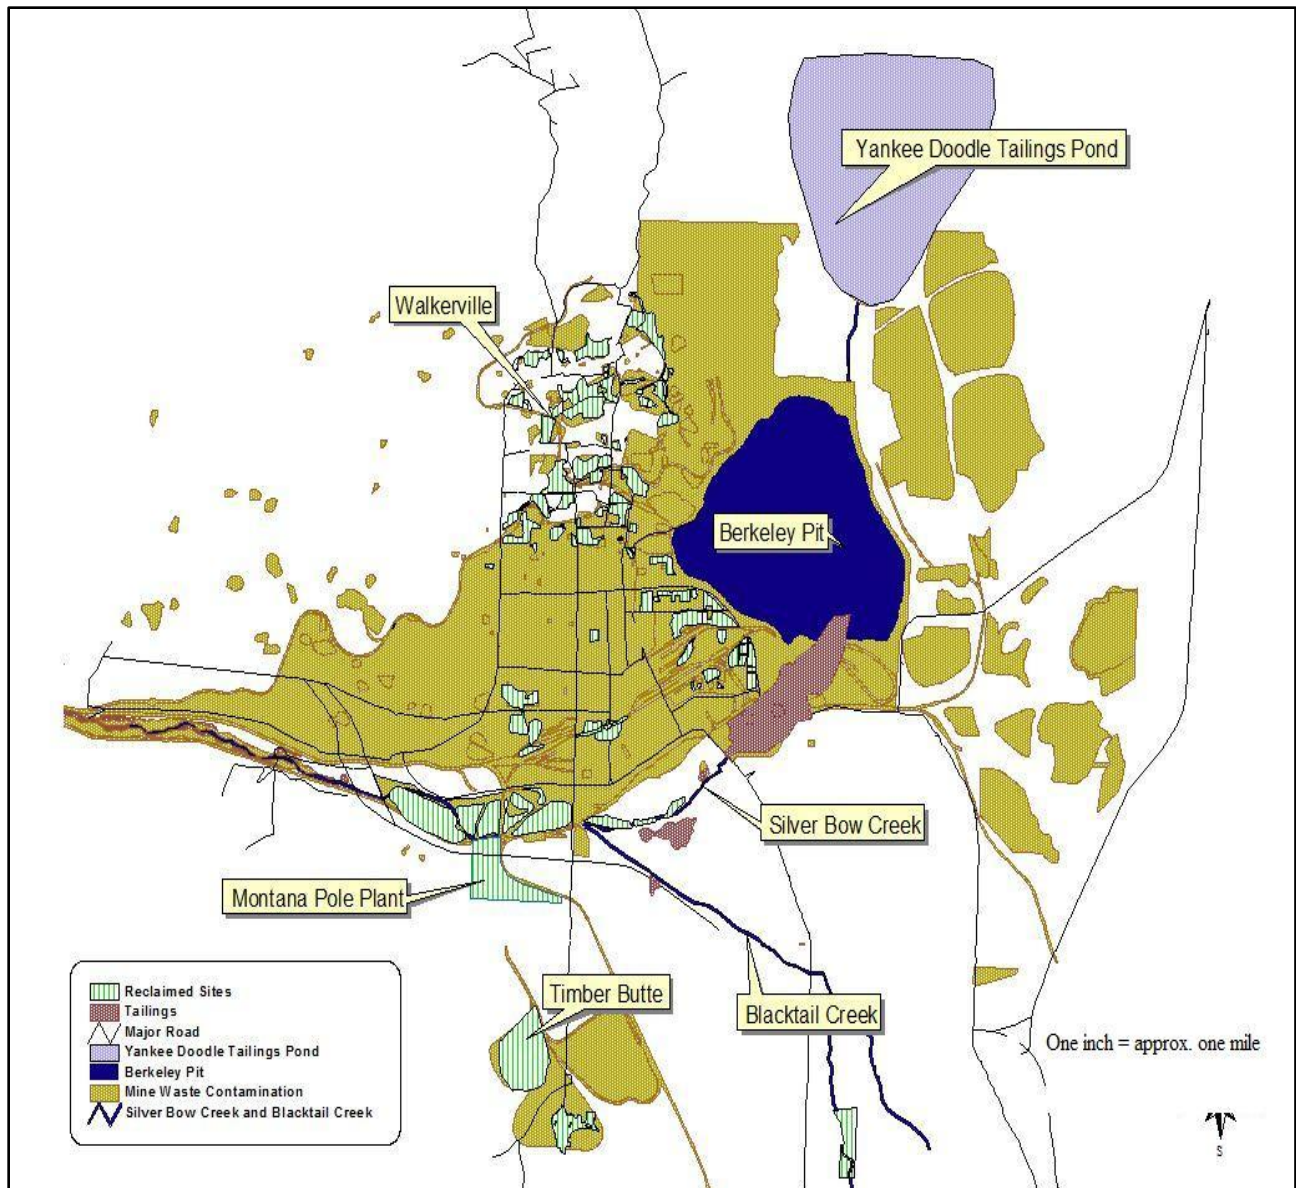 Yankee Doodle Tailings Pond
Walkerville
Berkeley Pit
Silver Bow Creek
Montana Pole Plant
Timber Butte
Blacktail Creek
Reclaimed Sites
Tailings
Major Road
Yankee Doodle Tailings Pond
Berkeley Pit
Mine Waste Contamination
Silver Bow Creek and Blacktail Creek
One inch = approx. one mile
S